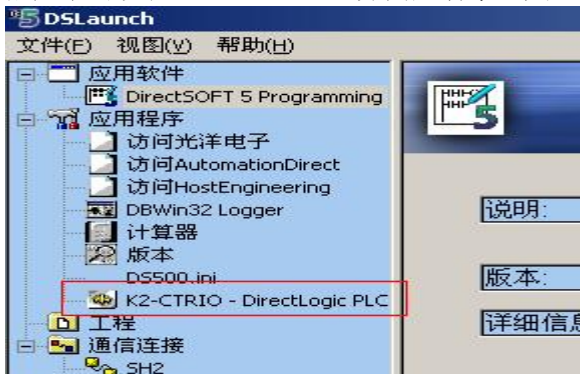 DSLaunch
文件(F) 视图(V) 帮助(H)
应用软件
DirectSOFT 5 Programming
应用程序
访问光洋电子
访问AutomationDirect
访问HostEngineering
DBWin32 Logger
计算器
版本
DS500.ini
K2-CTRIO - DirectLogic PLC
工程
通信连接
SH2
说明:
版本:
详细信息